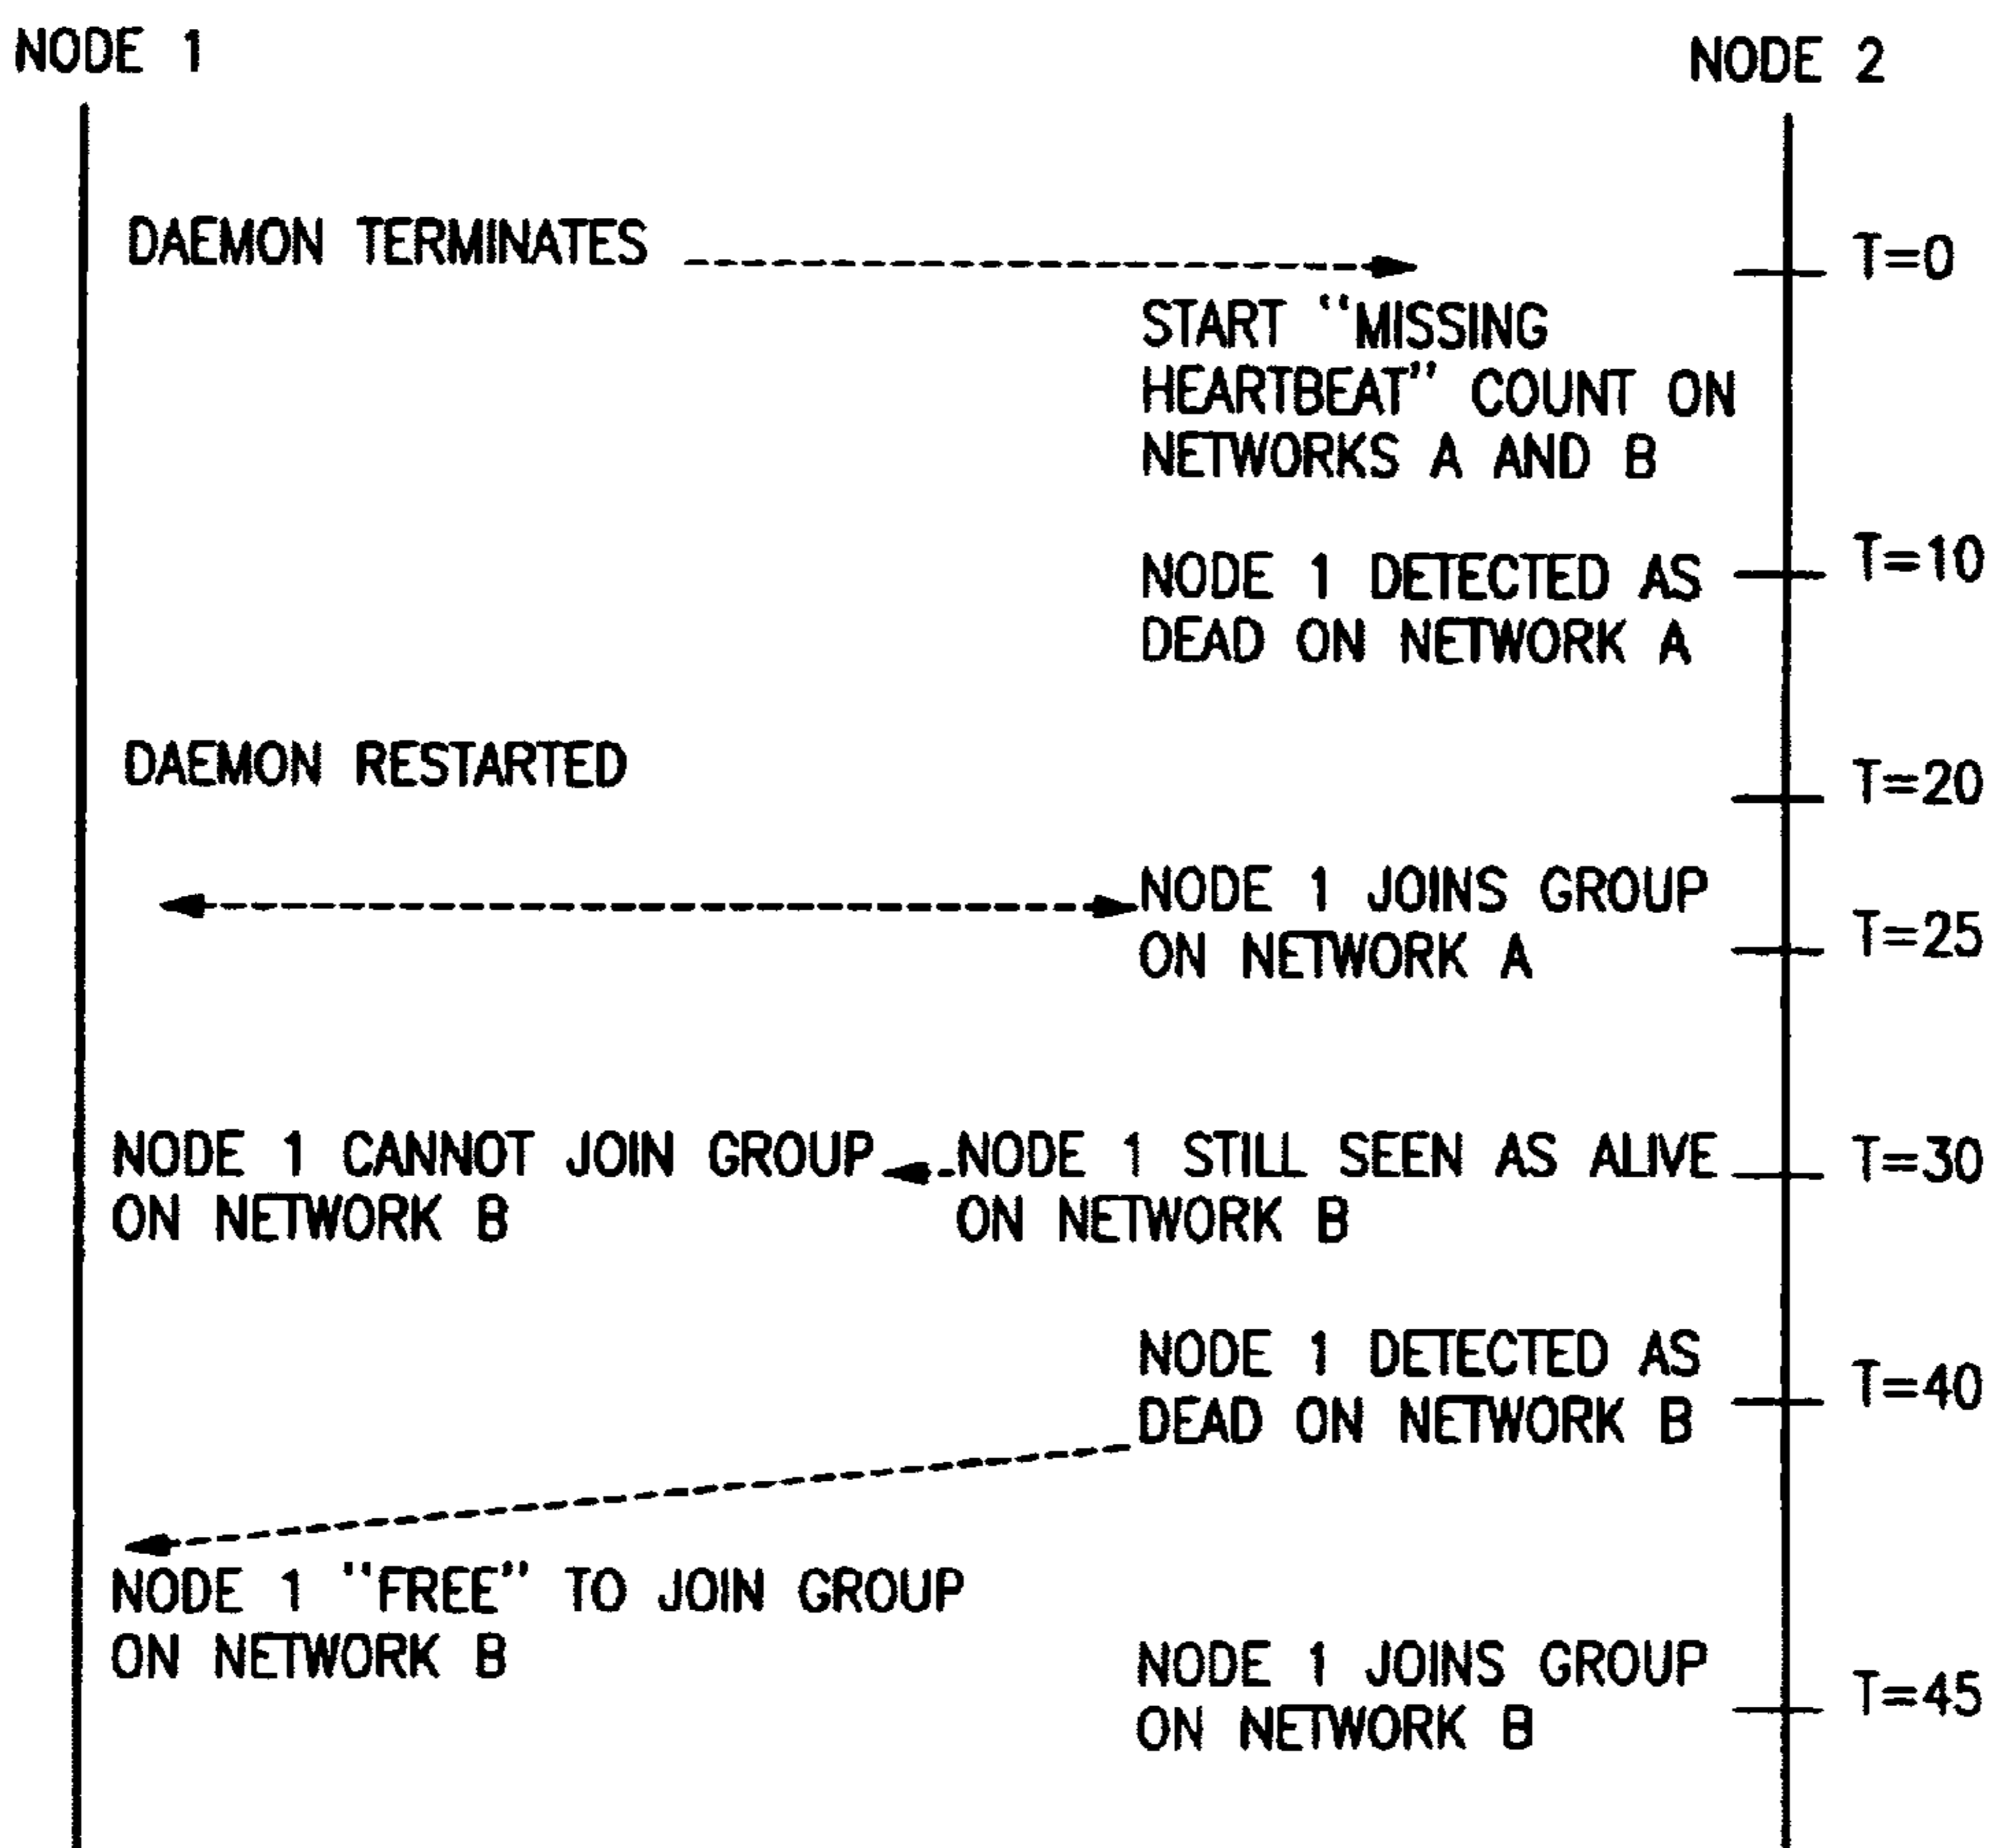 NODE 1
NODE 2
DAEMON TERMINATES
T=0
START "MISSING
HEARTBEAT" COUNT ON
NETWORKS A AND B
T=10
NODE 1 DETECTED AS
DEAD ON NETWORK A
DAEMON RESTARTED
T=20
NODE 1 JOINS GROUP
ON NETWORK A
T=25
NODE 1 CANNOT JOIN GROUP
ON NETWORK B
NODE 1 STILL SEEN AS ALIVE
ON NETWORK B
T=30
NODE 1 DETECTED AS
DEAD ON NETWORK B
T=40
NODE 1 "FREE" TO JOIN GROUP
ON NETWORK B
NODE 1 JOINS GROUP
ON NETWORK B
T=45